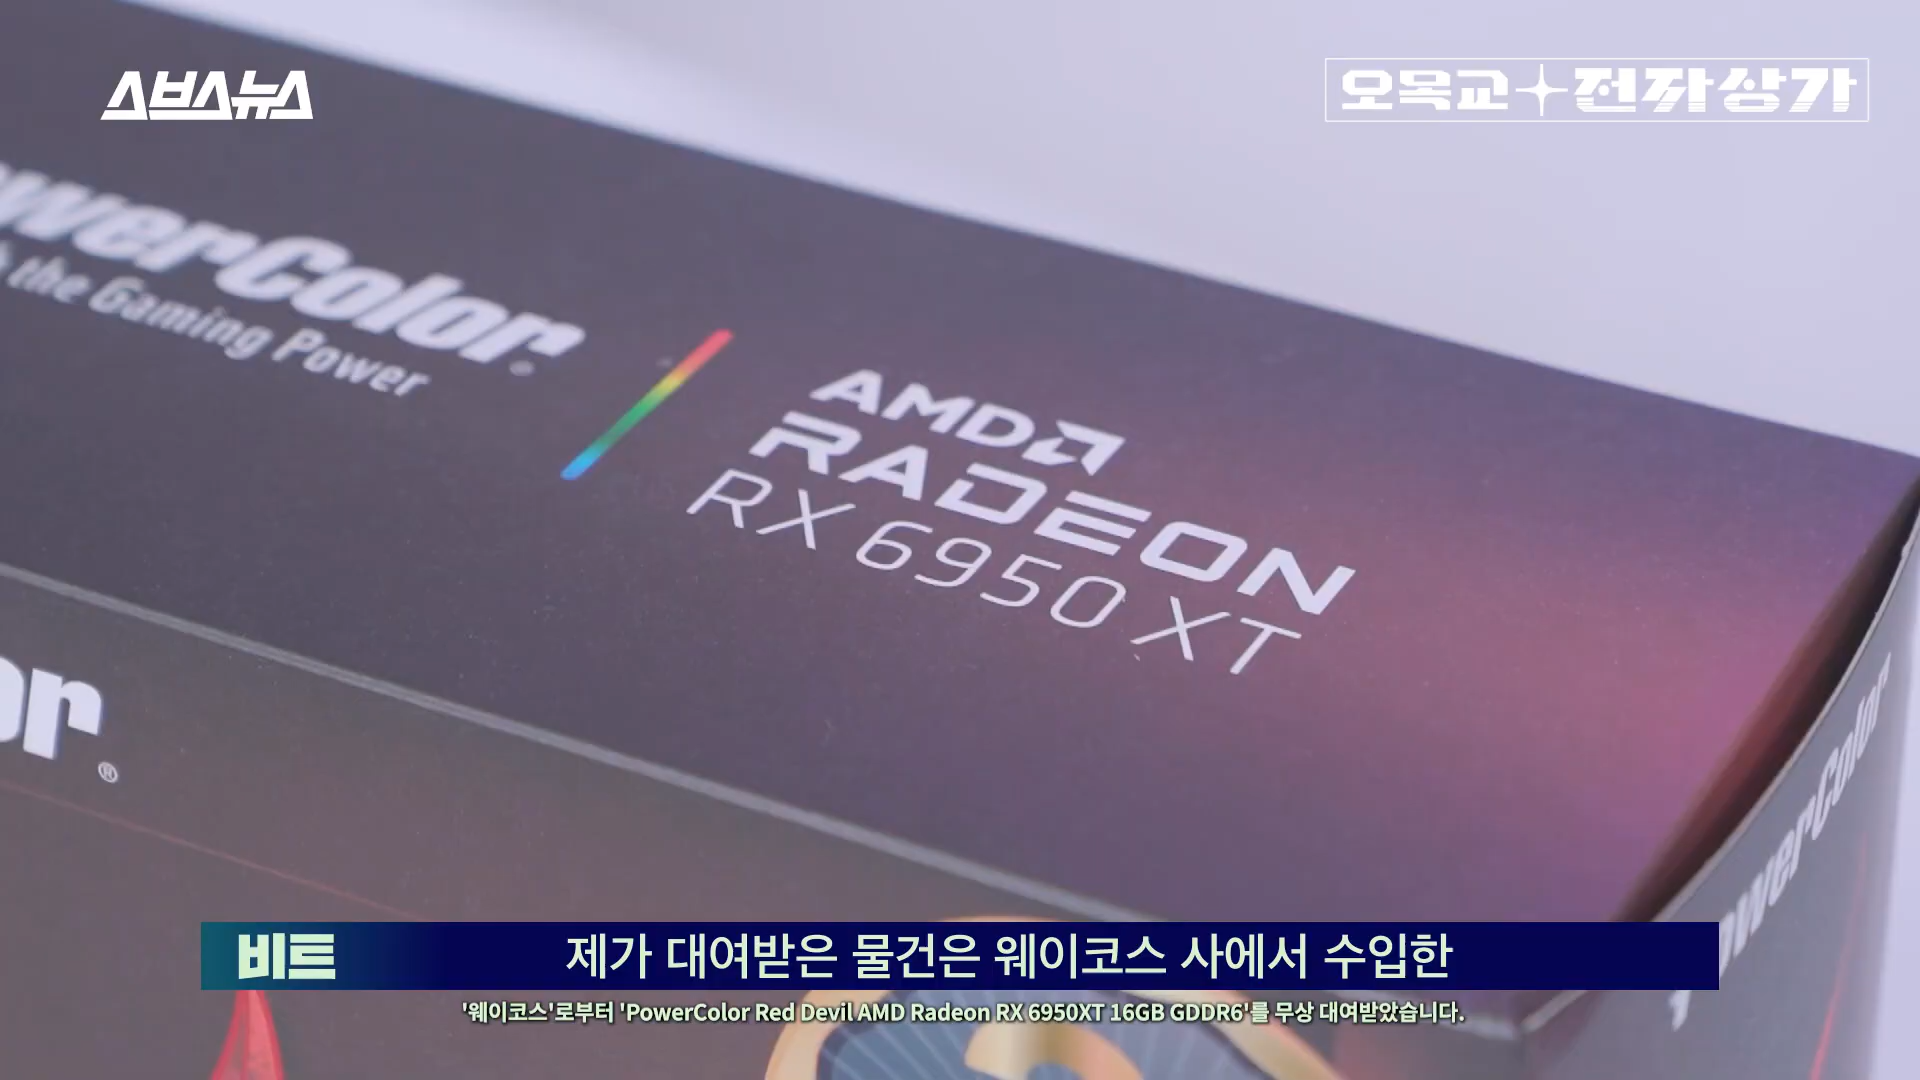 스브스뉴스
오목교 전자상가
werColor
the Gaming Power
AMD
RADEON
RX 6950 XT
or®
PowerColor
비트
제가 대여받은 물건은 웨이코스 사에서 수입한
'웨이코스'로부터 'PowerColor Red Devil AMD Radeon RX 6950XT 16GB GDDR6'를 무상 대여받았습니다.